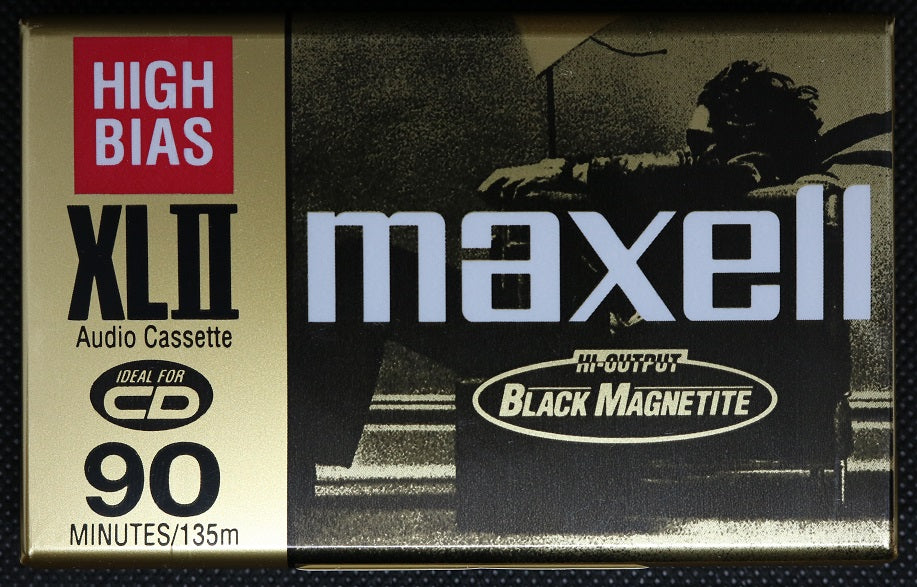 HIGH
BIAS
XLII
Audio Cassette
IDEAL FOR
CD
90
MINUTES/135m
maxell
HI-OUTPUT
BLACK MAGNETITE